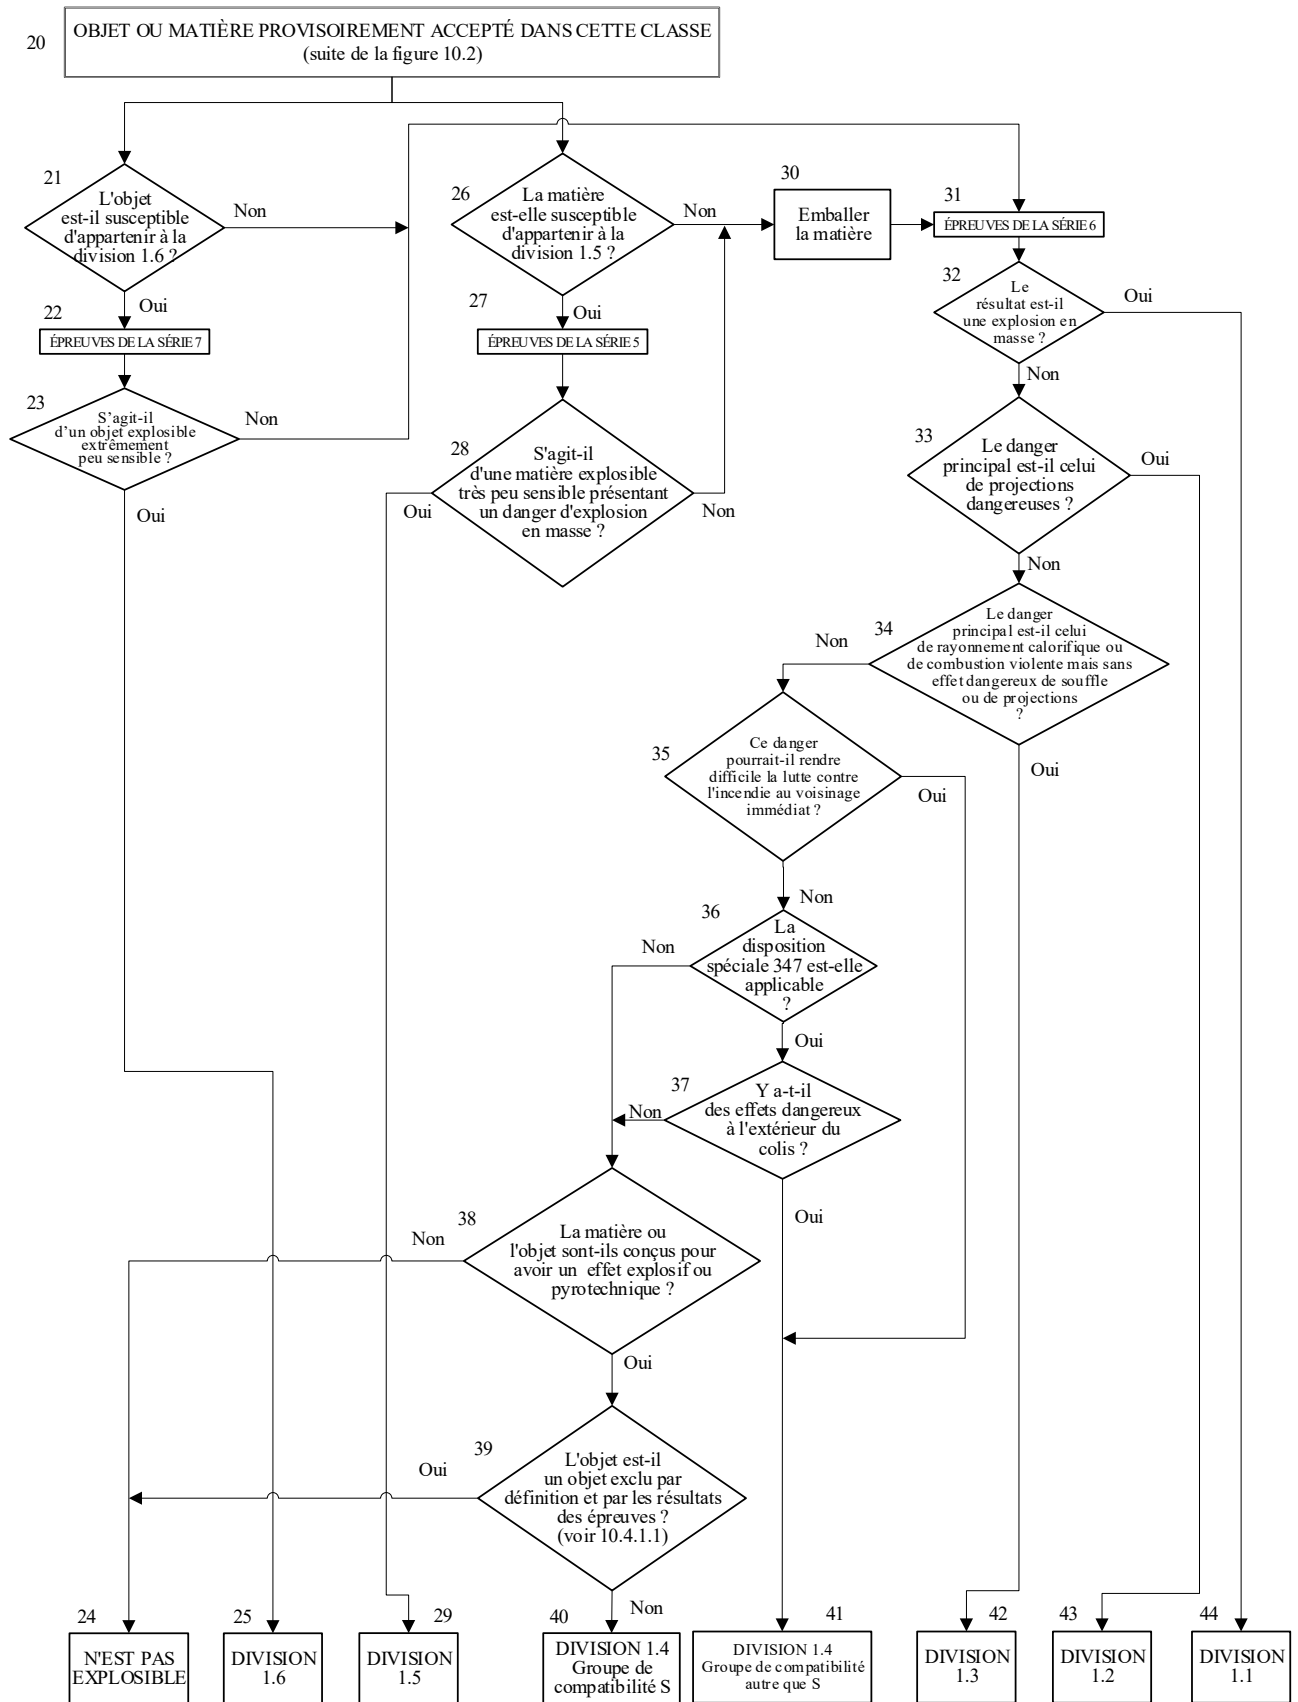 20
OBJET OU MATIÈRE PROVISOIREMENT ACCEPTÉ DANS CETTE CLASSE
(suite de la figure 10.2)
21
L'objet
est-il susceptible
d'appartenir à la
division 1.6 ?
Non
Oui
22
ÉPREUVES DE LA SÉRIE 7
23
S'agit-il
d'un objet explosible
extrêmement
peu sensible ?
Non
Oui
26
La matière
est-elle susceptible
d'appartenir à la
division 1.5 ?
Non
Oui
27
ÉPREUVES DE LA SÉRIE 5
28
S'agit-il
d'une matière explosible
très peu sensible présentant
un danger d'explosion
en masse ?
Oui
Non
30
Emballer
la matière
31
ÉPREUVES DE LA SÉRIE 6
32
Le
résultat est-il
une explosion en
masse ?
Oui
Non
33
Le danger
principal est-il celui
de projections
dangereuses ?
Oui
Non
34
Le danger
principal est-il celui
de rayonnement calorifique ou
de combustion violente mais sans
effet dangereux de souffle
ou de projections
?
Non
Oui
35
Ce danger
pourrait-il rendre
difficile la lutte contre
l'incendie au voisinage
immédiat ?
Oui
Non
36
La
disposition
spéciale 347 est-elle
applicable
?
Non
Oui
37
Y a-t-il
des effets dangereux
à l'extérieur du
colis ?
Non
Oui
38
La matière ou
l'objet sont-ils conçus pour
avoir un effet explosif ou
pyrotechnique ?
Non
Oui
39
L'objet est-il
un objet exclu par
définition et par les résultats
des épreuves ?
(voir 10.4.1.1)
Oui
Non
24
N'EST PAS
EXPLOSIBLE
25
DIVISION
1.6
29
DIVISION
1.5
40
DIVISION 1.4
Groupe de
compatibilité S
41
DIVISION 1.4
Groupe de compatibilité
autre que S
42
DIVISION
1.3
43
DIVISION
1.2
44
DIVISION
1.1